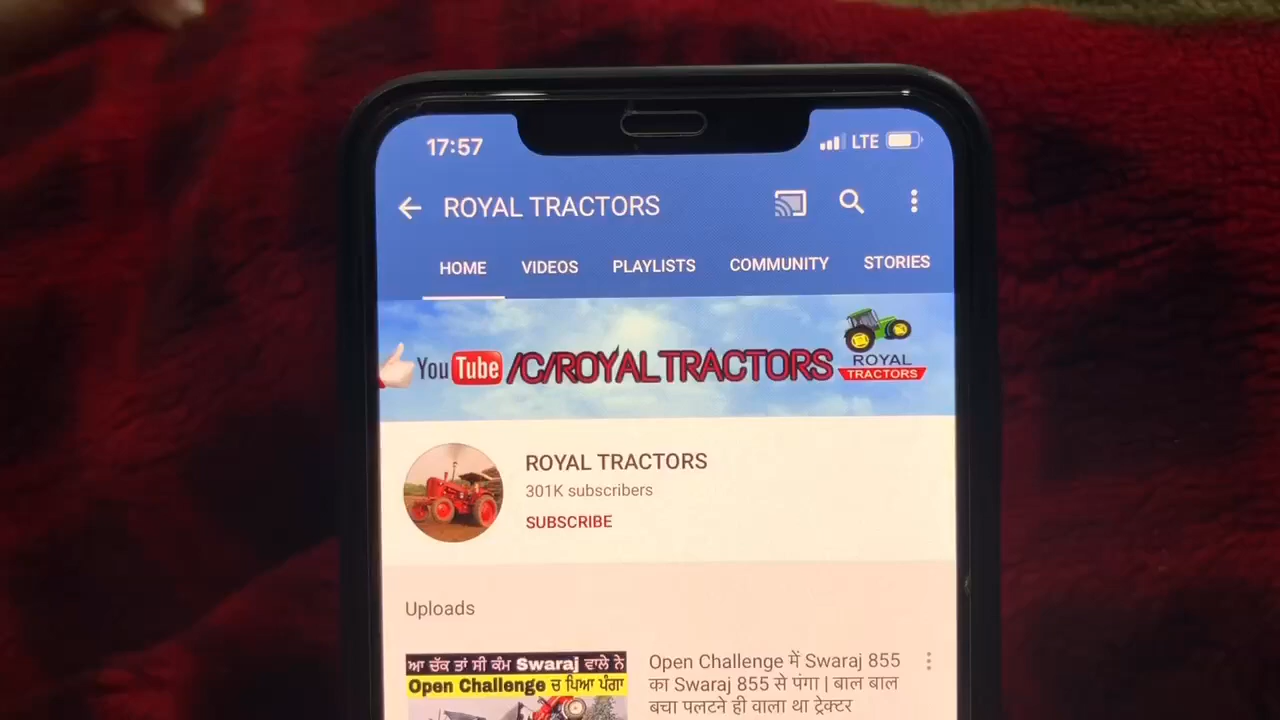 17:57
LTE
ROYAL TRACTORS
HOME VIDEOS PLAYLISTS COMMUNITY STORIES
YouTube /C/ROYALTRACTORS
ROYAL
TRACTORS
ROYAL TRACTORS
301K subscribers
SUBSCRIBE
Uploads
ਆ ਚੱਕ ਤਾਂ ਸੀ ਕੰਮ Swaraj ਵਾਲੇ ਨੇ
Open Challenge ਚ ਪਿਆ ਪੰਗਾ
Open Challenge में Swaraj 855
का Swaraj 855 से पंगा | बाल बाल
बचा पलटने ही वाला था ट्रेक्टर